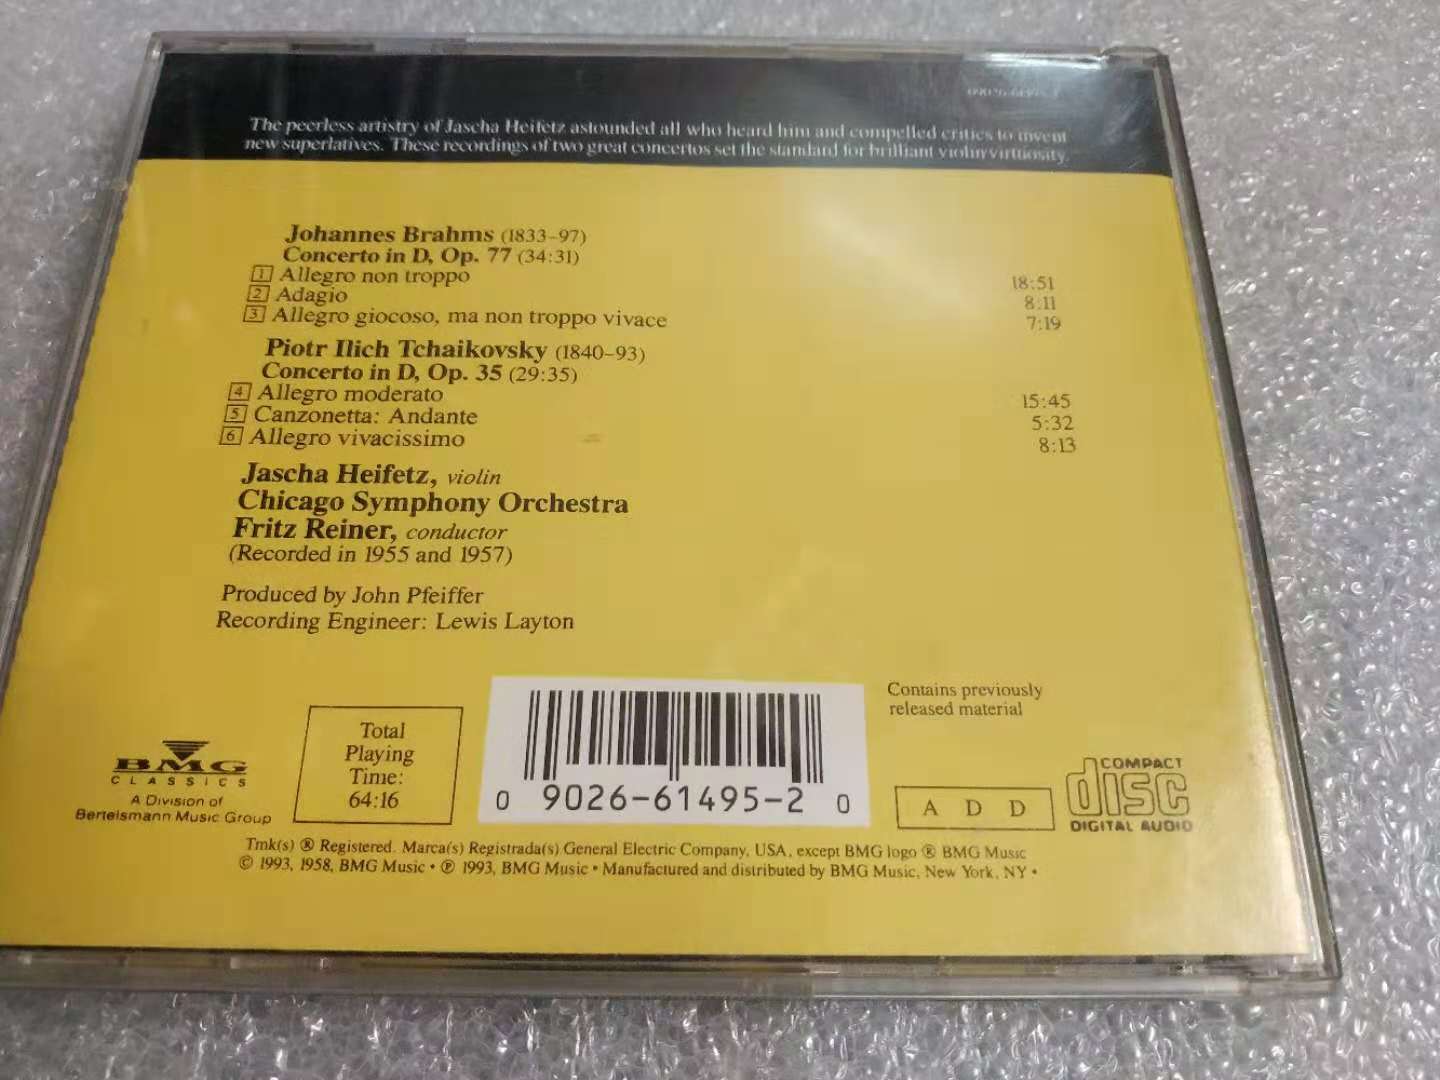 09026-61495-2
The peerless artistry of Jascha Heifetz astounded all who heard him and compelled critics to invent
new superlatives. These recordings of two great concertos set the standard for brilliant violin virtuosity.
Johannes Brahms (1833–97)
Concerto in D, Op. 77 (34:31)
1 Allegro non troppo 18:51
2 Adagio 8:11
3 Allegro giocoso, ma non troppo vivace 7:19
Piotr Ilich Tchaikovsky (1840–93)
Concerto in D, Op. 35 (29:35)
4 Allegro moderato 15:45
5 Canzonetta: Andante 5:32
6 Allegro vivacissimo 8:13
Jascha Heifetz, violin
Chicago Symphony Orchestra
Fritz Reiner, conductor
(Recorded in 1955 and 1957)
Produced by John Pfeiffer
Recording Engineer: Lewis Layton
Contains previously
released material
BMG
CLASSICS
A Division of
Bertelsmann Music Group
Total
Playing
Time:
64:16
0 9026-61495-2 0
A D D
COMPACT
disc
DIGITAL AUDIO
Tmk(s) ® Registered. Marca(s) Registrada(s) General Electric Company, USA, except BMG logo ® BMG Music
© 1993, 1958, BMG Music • ℗ 1993, BMG Music • Manufactured and distributed by BMG Music, New York, NY •